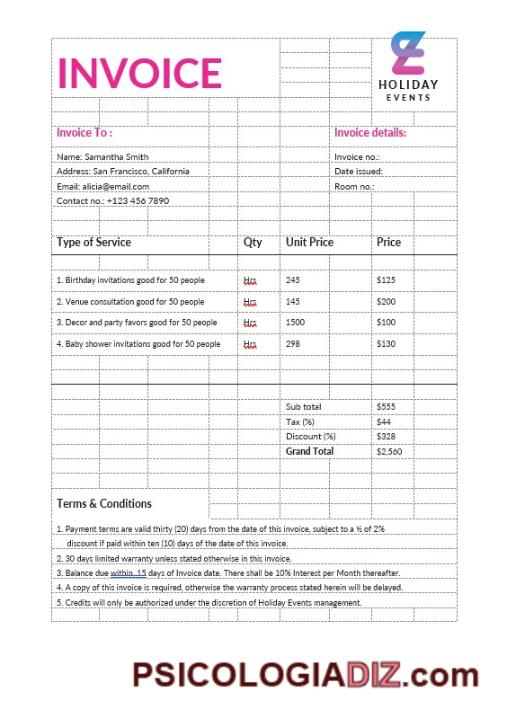 INVOICE
HOLIDAY
EVENTS
Invoice To :
Invoice details:
Name: Samantha Smith
Invoice no.:
Address: San Francisco, California
Date issued:
Email: alicia@email.com
Room no.:
Contact no.: +123 456 7890
Type of Service Qty Unit Price Price
1. Birthday invitations good for 50 people Hrs 245 $125
2. Venue consultation good for 50 people Hrs 145 $200
3. Decor and party favors good for 50 people Hrs 1500 $100
4. Baby shower invitations good for 50 people Hrs 298 $130
Sub total $555
Tax (%) $44
Discount (%) $328
Grand Total $2,560
Terms & Conditions
1. Payment terms are valid thirty (20) days from the date of this invoice, subject to a ½ of 2%
discount if paid within ten (10) days of the date of this invoice.
2. 30 days limited warranty unless stated otherwise in this invoice.
3. Balance due within 15 days of Invoice date. There shall be 10% Interest per Month thereafter.
4. A copy of this invoice is required, otherwise the warranty process stated herein will be delayed.
5. Credits will only be authorized under the discretion of Holiday Events management.
PSICOLOGIADIZ.com